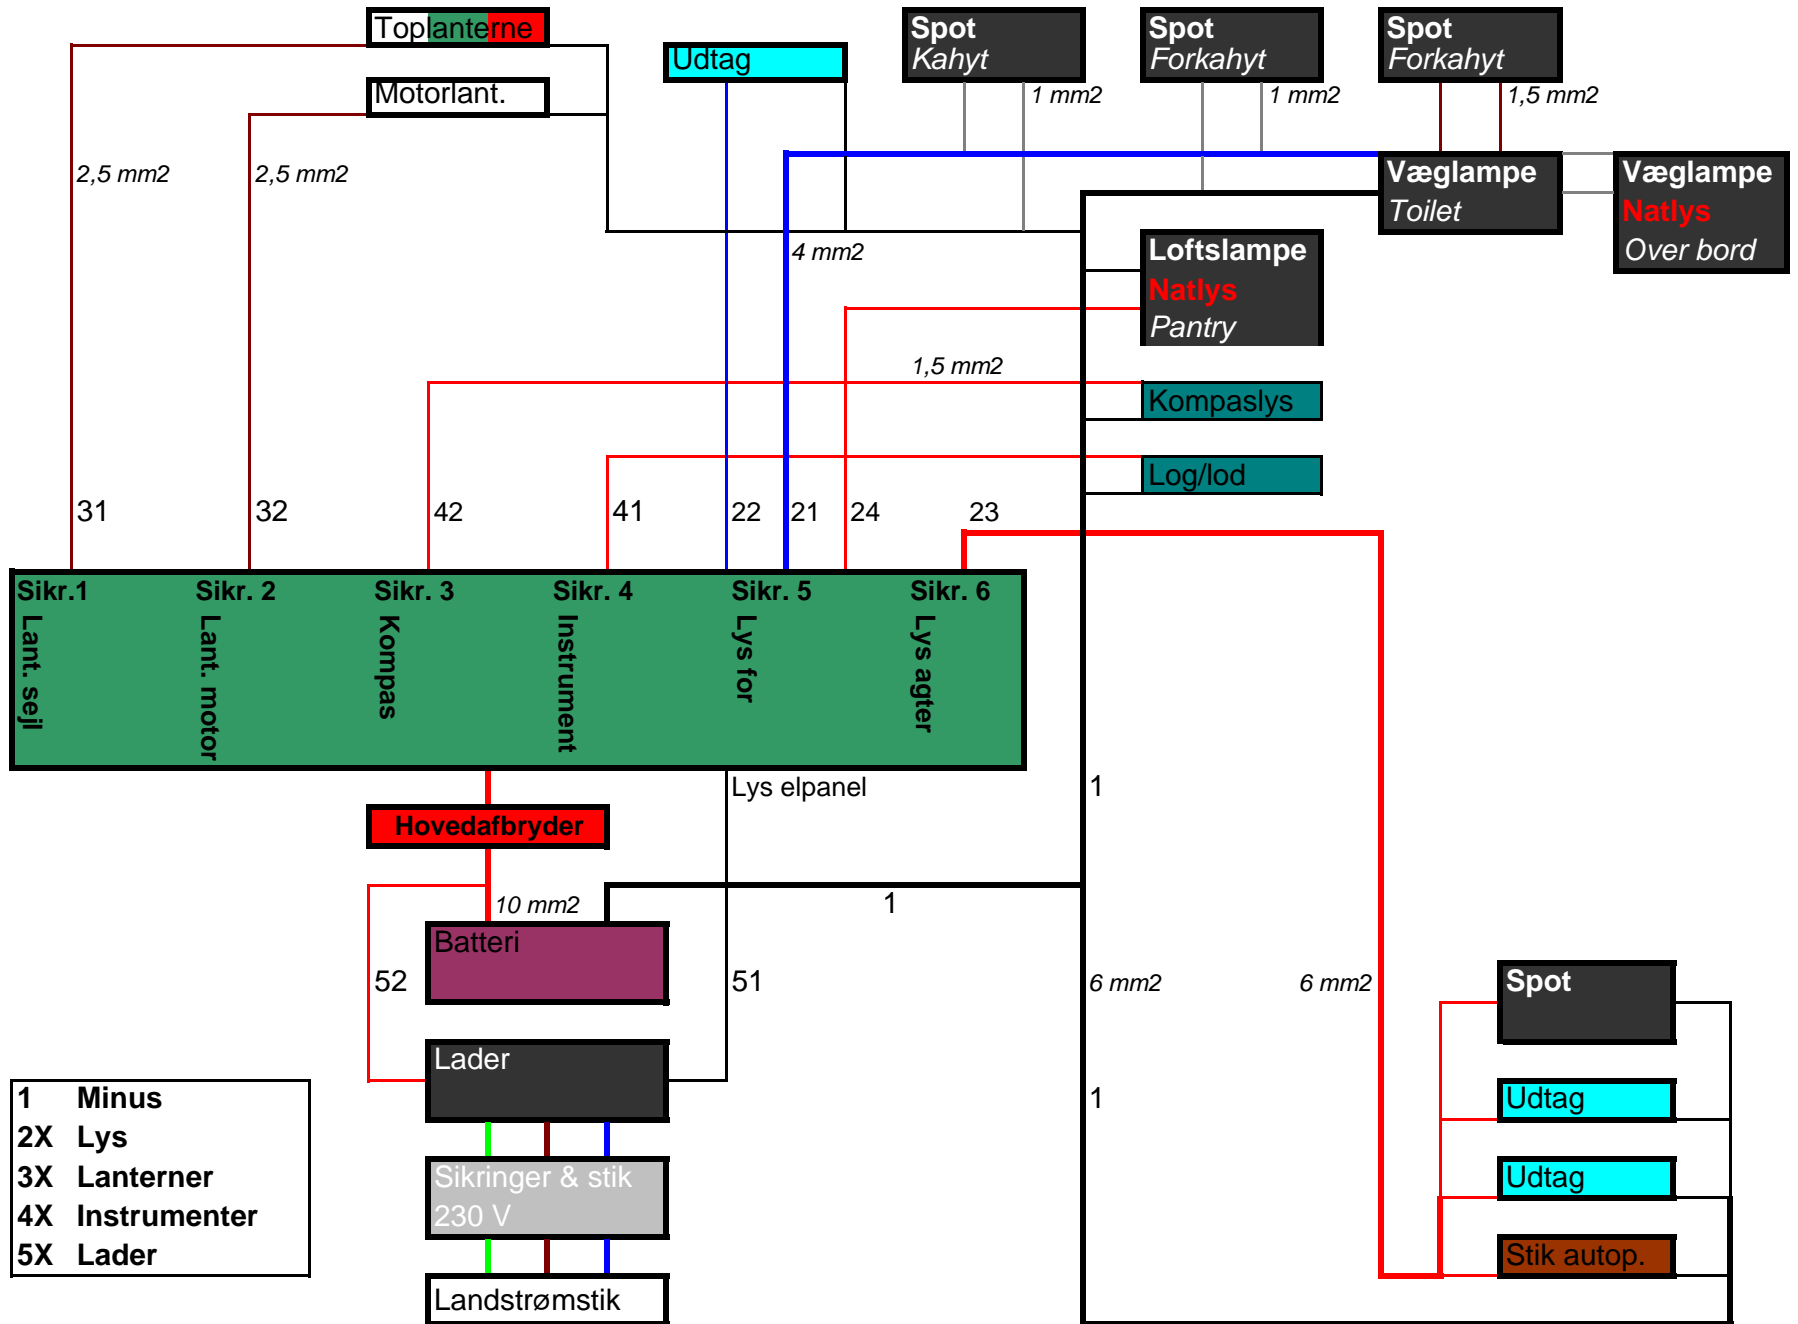 Toplanterne
Spot
Kahyt
Spot
Forkahyt
Spot
Forkahyt
Udtag
Motorlant.
1 mm2
1 mm2
1,5 mm2
2,5 mm2
2,5 mm2
Væglampe
Toilet
Væglampe
Natlys
Over bord
4 mm2
Loftslampe
Natlys
Pantry
1,5 mm2
Kompaslys
Log/lod
31
32
42
41
22
21
24
23
Sikr.1
Lant. sejl
Sikr. 2
Lant. motor
Sikr. 3
Kompas
Sikr. 4
Instrument
Sikr. 5
Lys for
Sikr. 6
Lys agter
Lys elpanel
1
Hovedafbryder
10 mm2
1
Batteri
52
51
6 mm2
6 mm2
Spot
Lader
1
Udtag
Udtag
Stik autop.
Sikringer & stik
230 V
Landstrømstik
1 Minus
2X Lys
3X Lanterner
4X Instrumenter
5X Lader